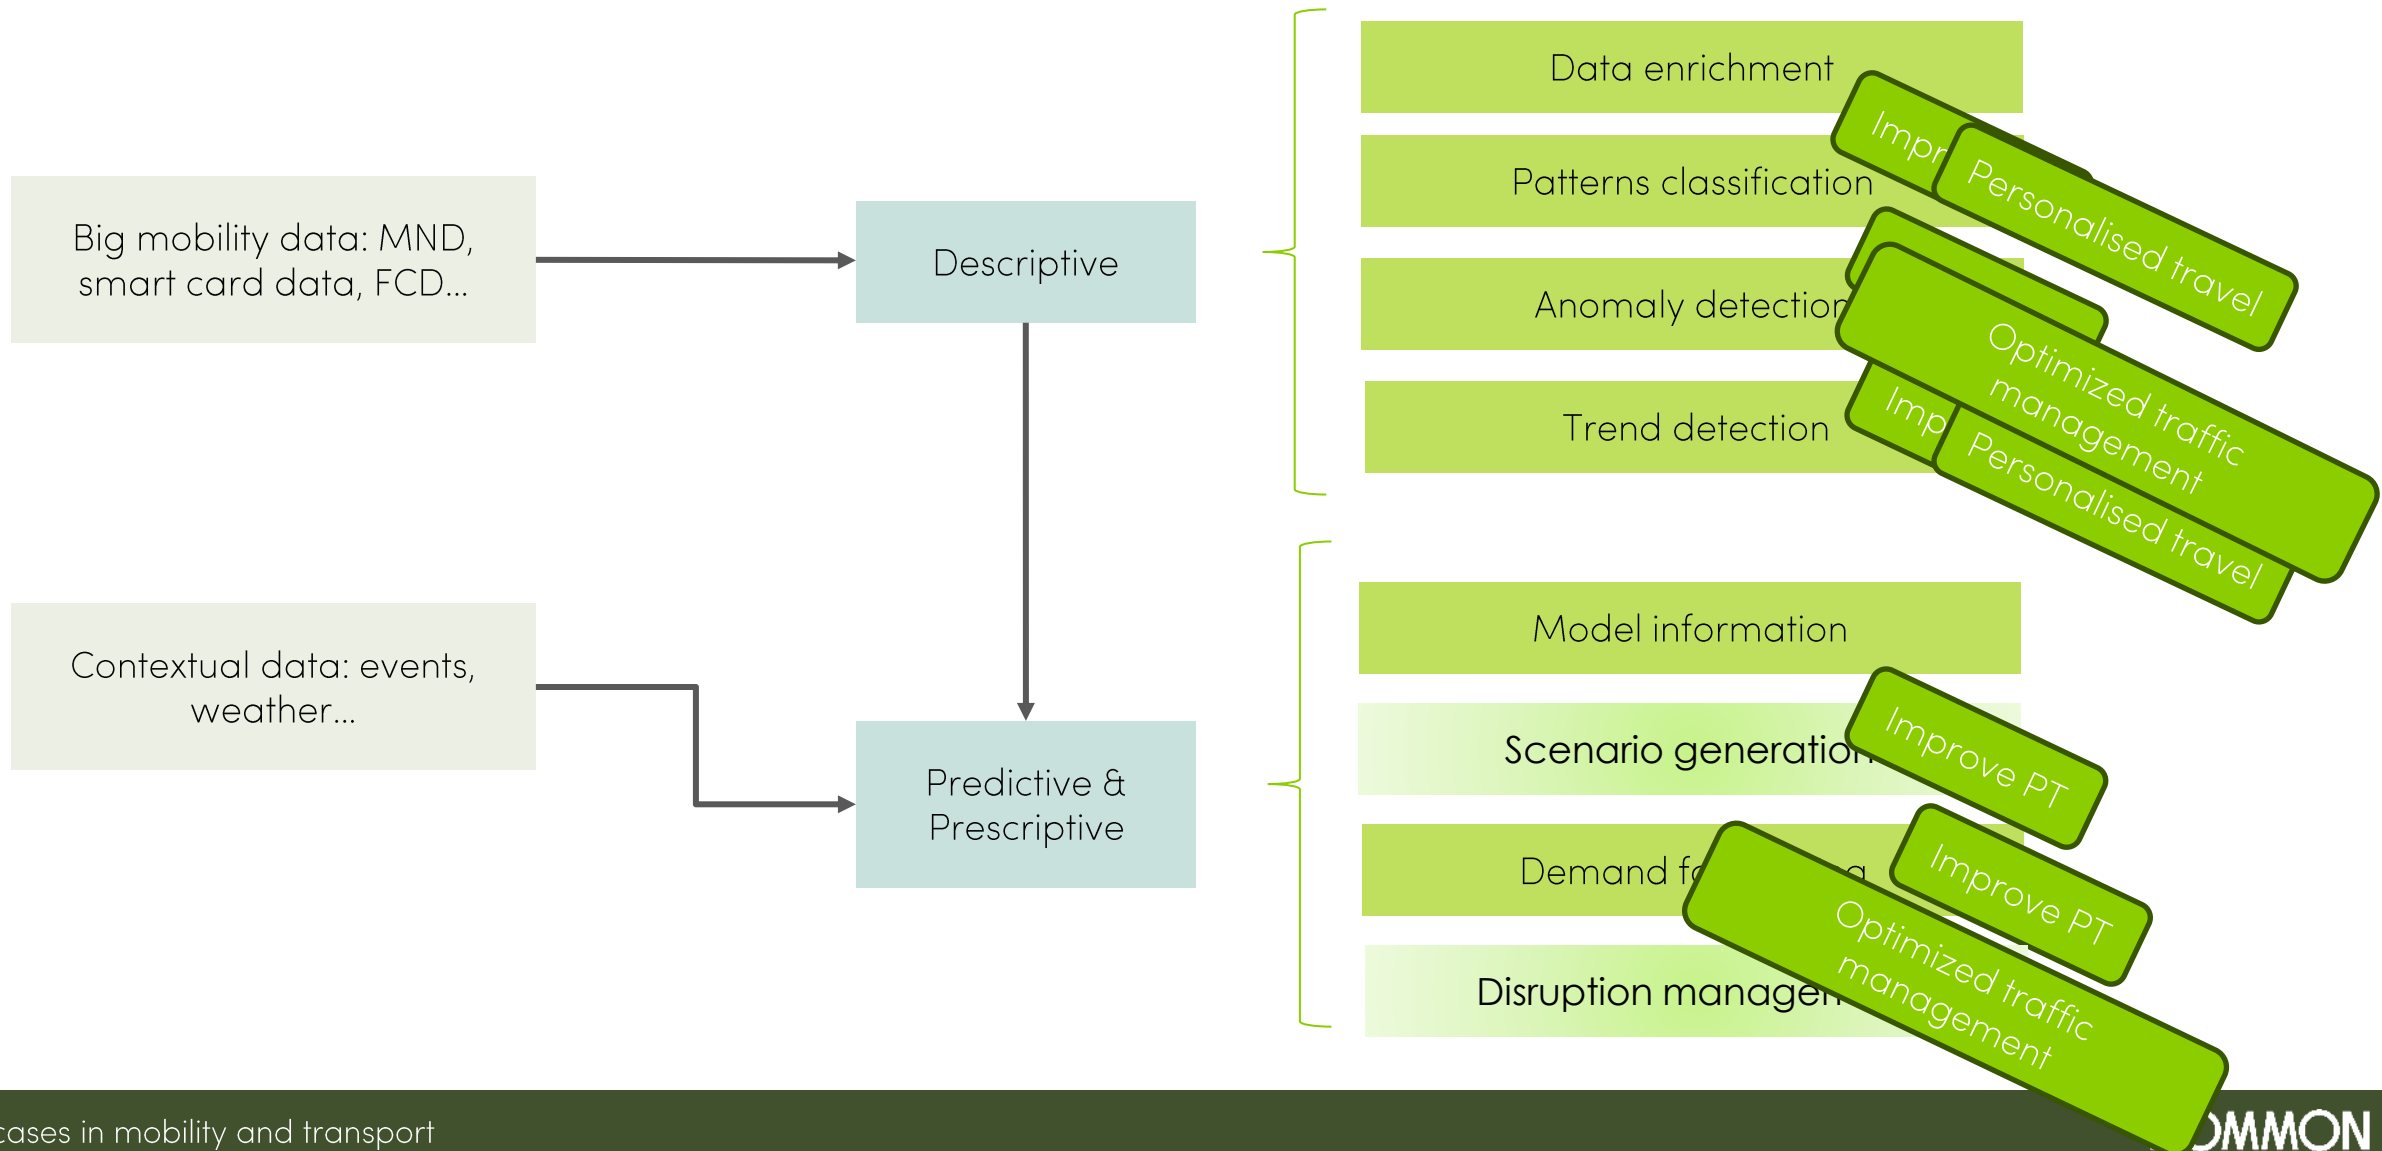 Data enrichment
Patterns classification
Anomaly detection
Trend detection
Personalised travel
Optimized traffic
management
Personalised travel
Big mobility data: MND,
smart card data, FCD...
Descriptive
Contextual data: events,
weather...
Predictive &
Prescriptive
Model information
Scenario generation
Demand
Disruption
Improve PT
Improve PT
Optimized traffic
management
cases in mobility and transport